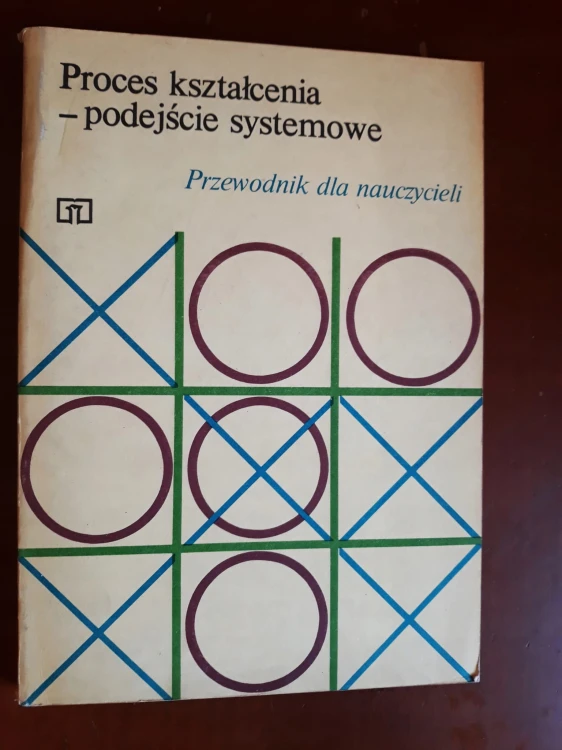 Proces kształcenia
– podejście systemowe
Przewodnik dla nauczycieli